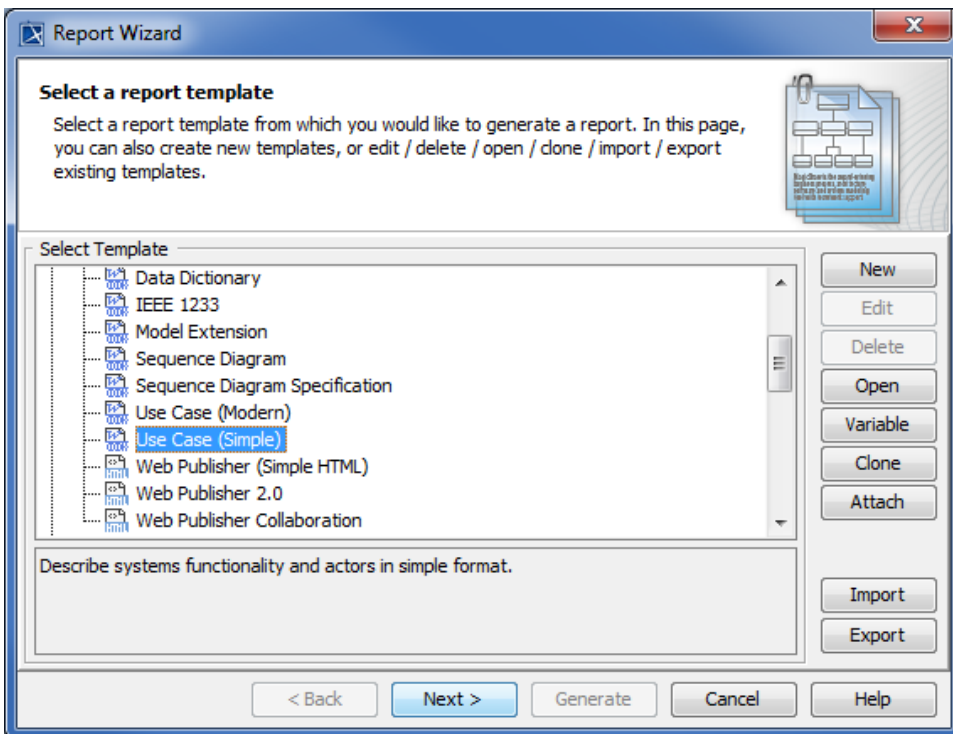 Report Wizard
Select a report template
Select a report template from which you would like to generate a report. In this page,
you can also create new templates, or edit / delete / open / clone / import / export
existing templates.
Select Template
Data Dictionary
IEEE 1233
Model Extension
Sequence Diagram
Sequence Diagram Specification
Use Case (Modern)
Use Case (Simple)
Web Publisher (Simple HTML)
Web Publisher 2.0
Web Publisher Collaboration
Describe systems functionality and actors in simple format.
New
Edit
Delete
Open
Variable
Clone
Attach
Import
Export
< Back
Next >
Generate
Cancel
Help